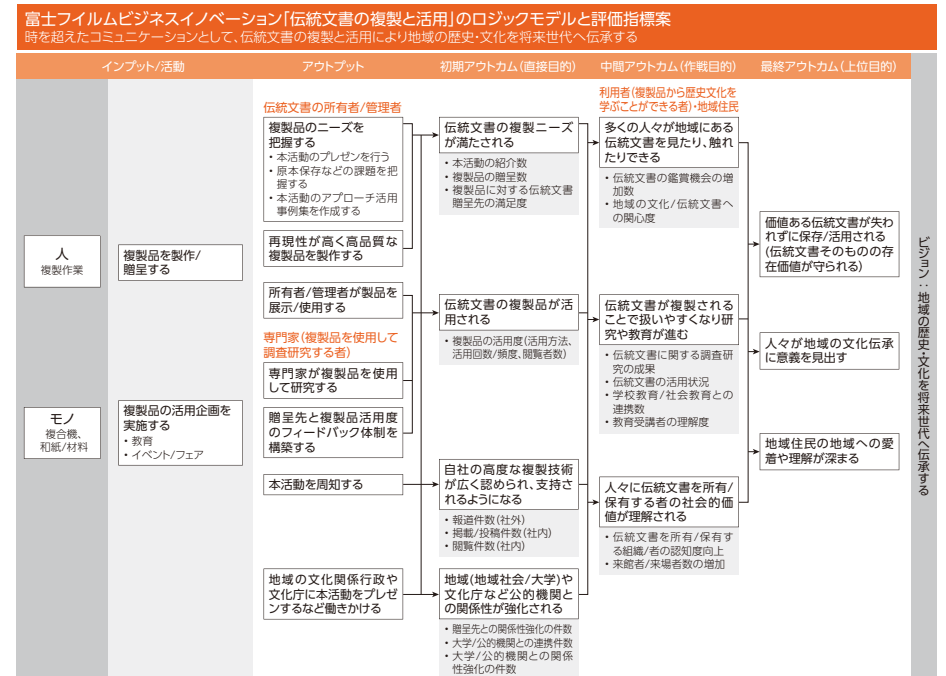 富士フイルムビジネスイノベーション「伝統文書の複製と活用」のロジックモデルと評価指標案
時を超えたコミュニケーションとして、伝統文書の複製と活用により地域の歴史・文化を将来世代へ伝承する
インプット/活動
アウトプット
初期アウトカム(直接目的)
中間アウトカム(作戦目的)
最終アウトカム(上位目的)
人
複製作業
モノ
複合機、
和紙/材料
複製品を製作/
贈呈する
複製品の活用企画を
実施する
・教育
・イベント/フェア
伝統文書の所有者/管理者
複製品のニーズを
把握する
・本活動のプレゼンを行う
・原本保存などの課題を把
握する
・本活動のアプローチ活用
事例集を作成する
再現性が高く高品質な
複製品を製作する
所有者/管理者が製品を
展示/使用する
専門家(複製品を使用して
調査研究する者)
専門家が複製品を使用
して研究する
贈呈先と複製品活用度
のフィードバック体制を
構築する
本活動を周知する
地域の文化関係行政や
文化庁に本活動をプレゼ
ンするなど働きかける
伝統文書の複製ニーズ
が満たされる
・本活動の紹介数
・複製品の贈呈数
・複製品に対する伝統文書
贈呈先の満足度
伝統文書の複製品が活
用される
・複製品の活用度(活用方法、
活用回数/頻度、閲覧者数)
自社の高度な複製技術
が広く認められ、支持さ
れるようになる
・報道件数(社外)
・掲載/投稿件数(社内)
・閲覧件数(社内)
地域(地域社会/大学)や
文化庁など公的機関と
の関係性が強化される
・贈呈先との関係性強化の件数
・大学/公的機関との連携件数
・大学/公的機関との関係
性強化の件数
利用者(複製品から歴史文化を
学ぶことができる者)・地域住民
多くの人々が地域にある
伝統文書を見たり、触れ
たりできる
・伝統文書の鑑賞機会の増
加数
・地域の文化/伝統文書へ
の関心度
伝統文書が複製される
ことで扱いやすくなり研
究や教育が進む
・伝統文書に関する調査研
究の成果
・伝統文書の活用状況
・学校教育/社会教育との
連携数
・教育受講者の理解度
人々に伝統文書を所有/
保有する者の社会的価
値が理解される
・伝統文書を所有/保有す
る組織/者の認知度向上
・来館者/来場者数の増加
価値ある伝統文書が失わ
れずに保存/活用される
(伝統文書そのものの存
在価値が守られる)
人々が地域の文化伝承
に意義を見出す
地域住民の地域への愛
着や理解が深まる
ビジョン:地域の歴史・文化を将来世代へ伝承する